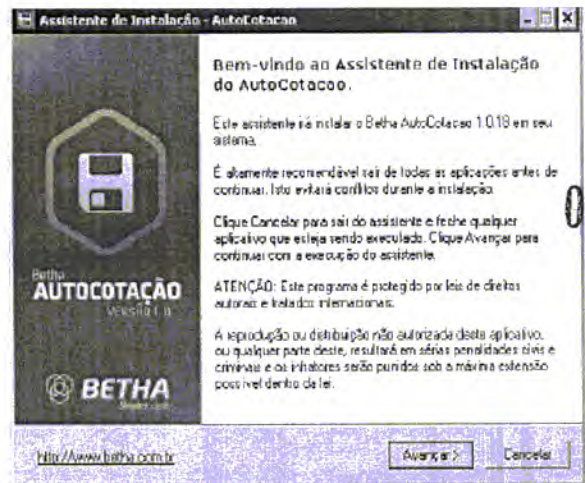 Assistente de Instalação - AutoCotacao
Bem-vindo ao Assistente de Instalação
do AutoCotacao.
Este assistente irá instalar o Betha AutoCotacao 1.0.18 em seu
sistema.
É altamente recomendável sair de todas as aplicações antes de
continuar. Isto evitará conflitos durante a instalação.
Clique Cancelar para sair do assistente e feche qualquer
aplicativo que esteja sendo executado. Clique Avançar para
continuar com a execução do assistente.
ATENÇÃO: Este programa é protegido por leis de direitos
autorais e tratados internacionais.
A reprodução ou distribuição não autorizada deste aplicativo,
ou qualquer parte deste, resultará em sérias penalidades civis e
criminais e os infratores serão punidos sob a máxima extensão
possível dentro da lei.
Betha
AUTOCOTAÇÃO
Versão 1.0
BETHA
http://www.betha.com.br
Avançar >
Cancelar